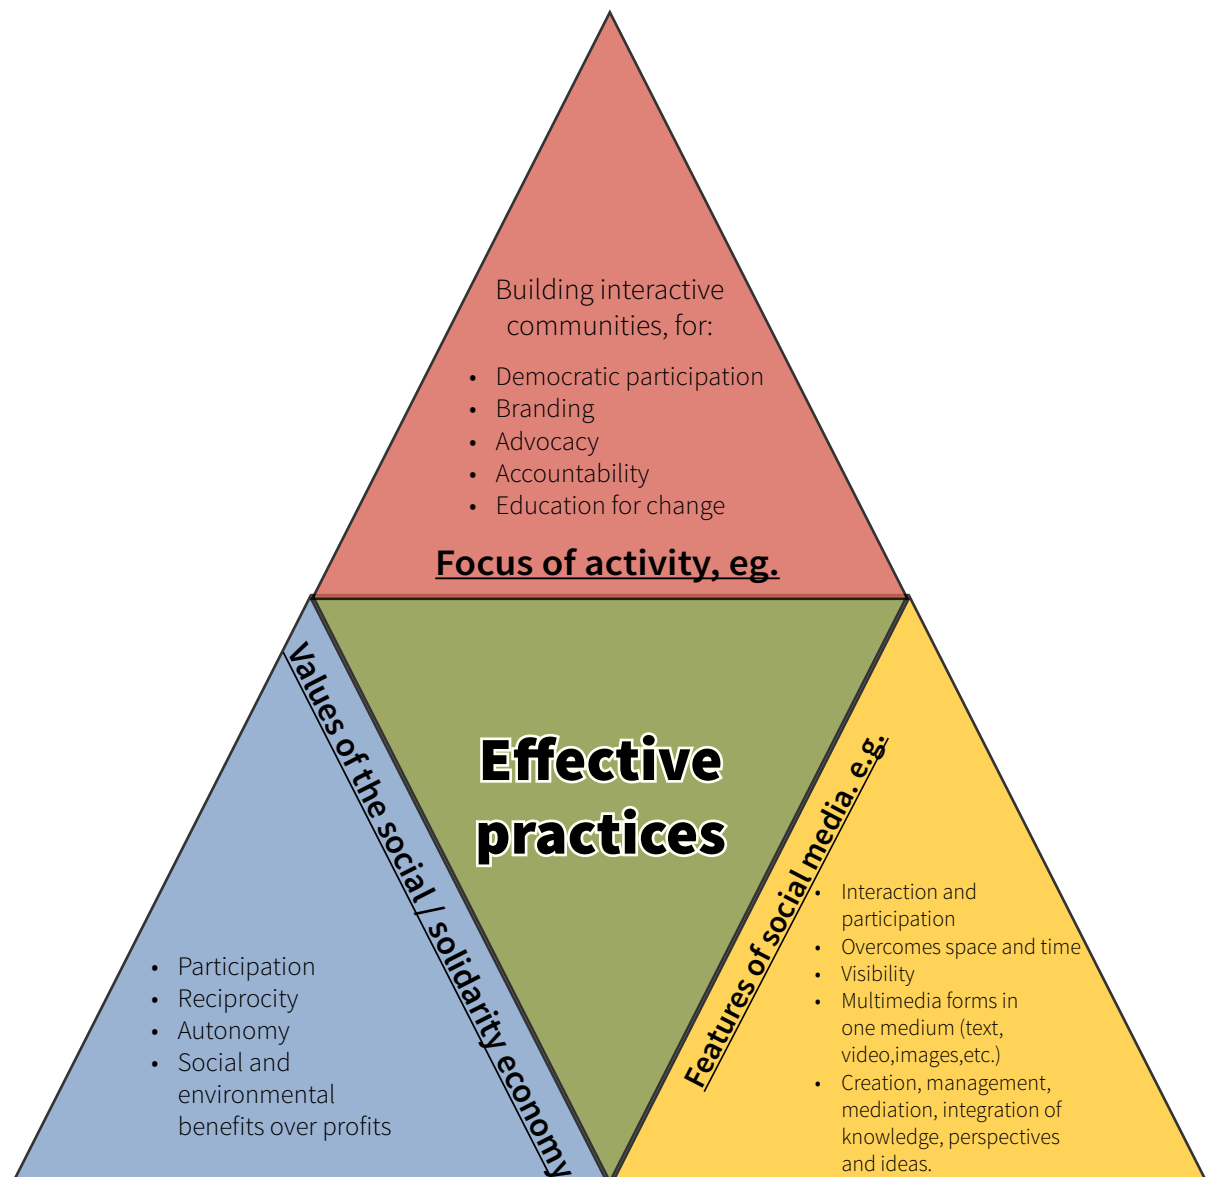 Building interactive
communities, for:
• Democratic participation
• Branding
• Advocacy
• Accountability
• Education for change
Focus of activity, eg.
Effective
practices
Values of the social / solidarity economy
• Participation
• Reciprocity
• Autonomy
• Social and
environmental
benefits over profits
Features of social media. e.g.
• Interaction and
participation
• Overcomes space and time
• Visibility
• Multimedia forms in
one medium (text,
video,images,etc.)
• Creation, management,
mediation, integration of
knowledge, perspectives
and ideas.